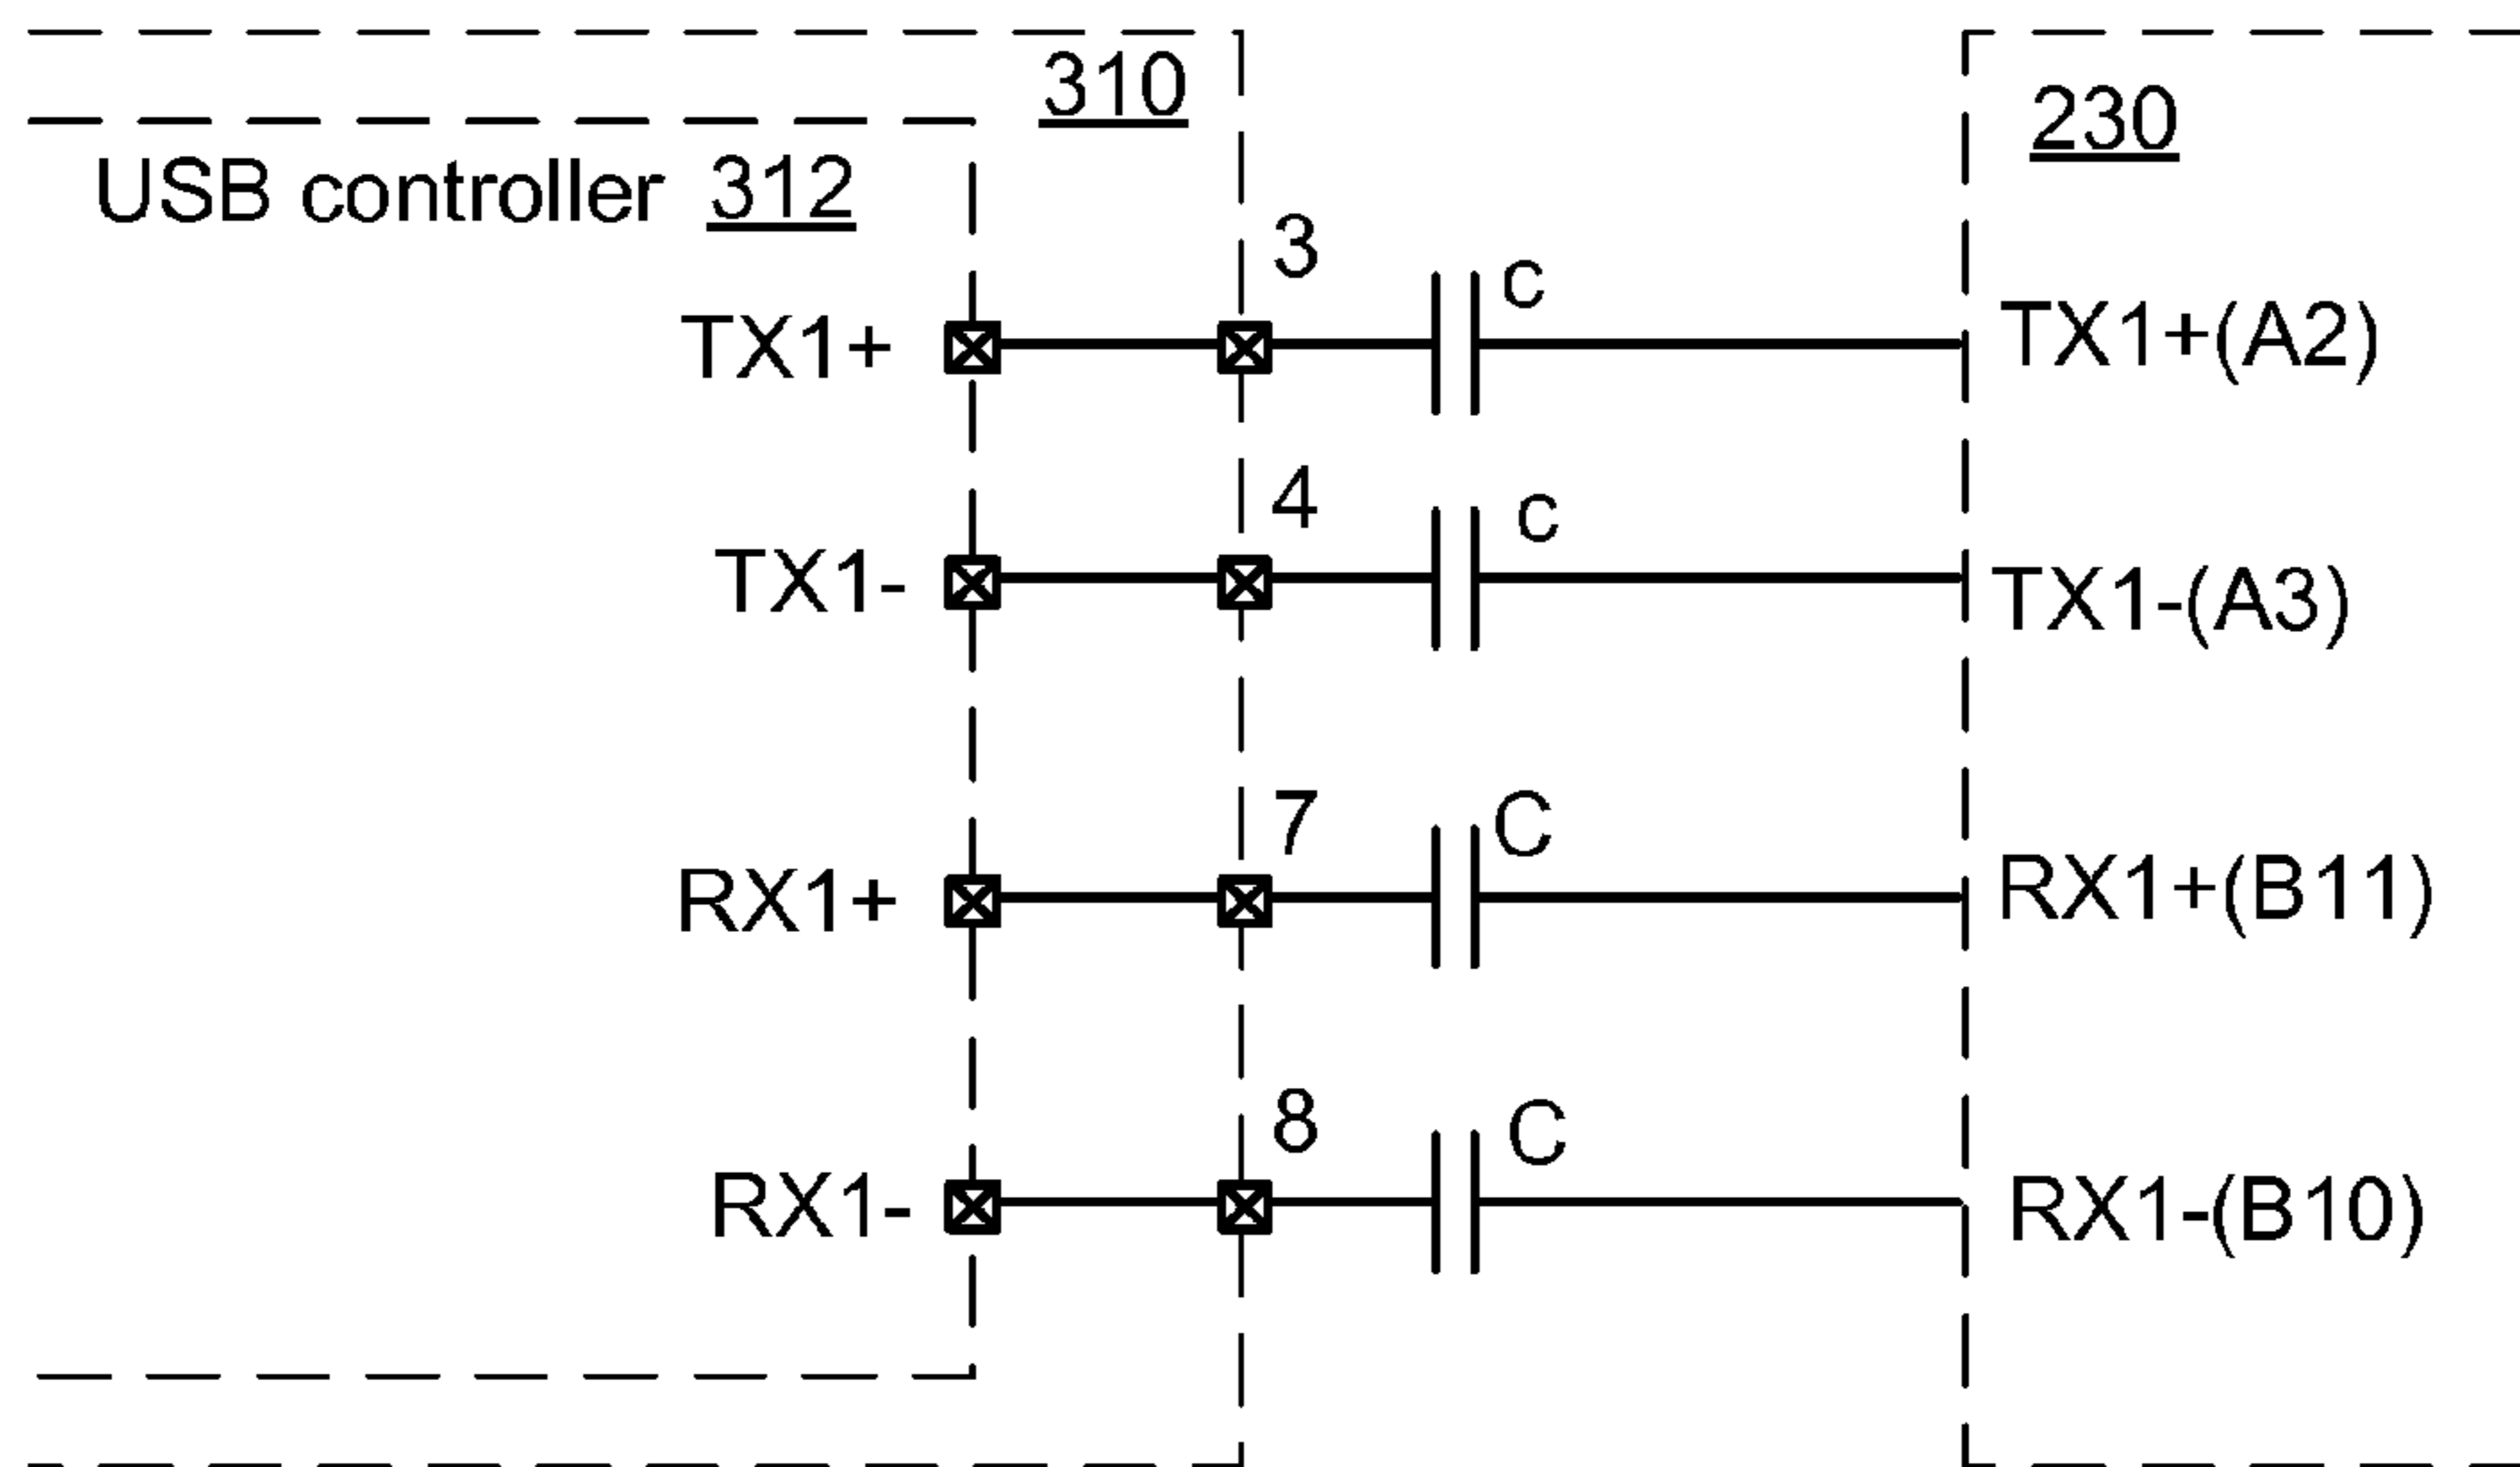 310
230
USB controller 312
3
c
TX1+
TX1+(A2)
4
c
TX1-
TX1-(A3)
7
C
RX1+
RX1+(B11)
8
C
RX1-
RX1-(B10)